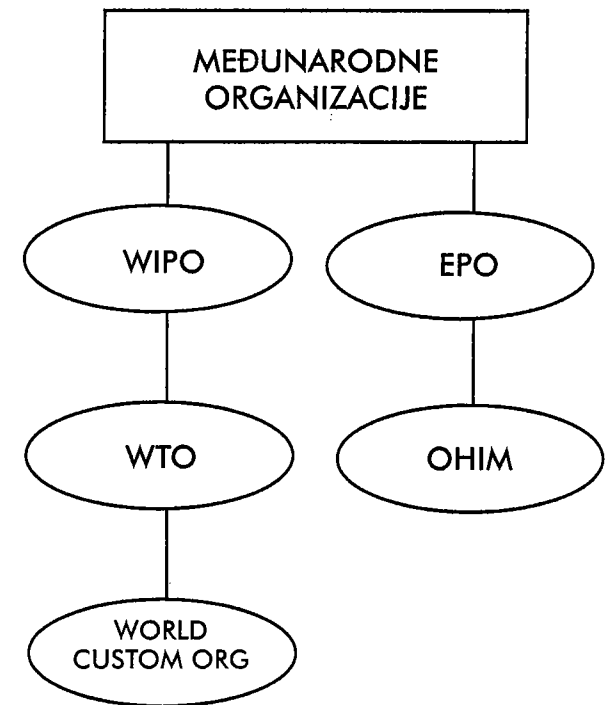 MEĐUNARODNE
ORGANIZACIJE
WIPO
EPO
WTO
OHIM
WORLD
CUSTOM ORG